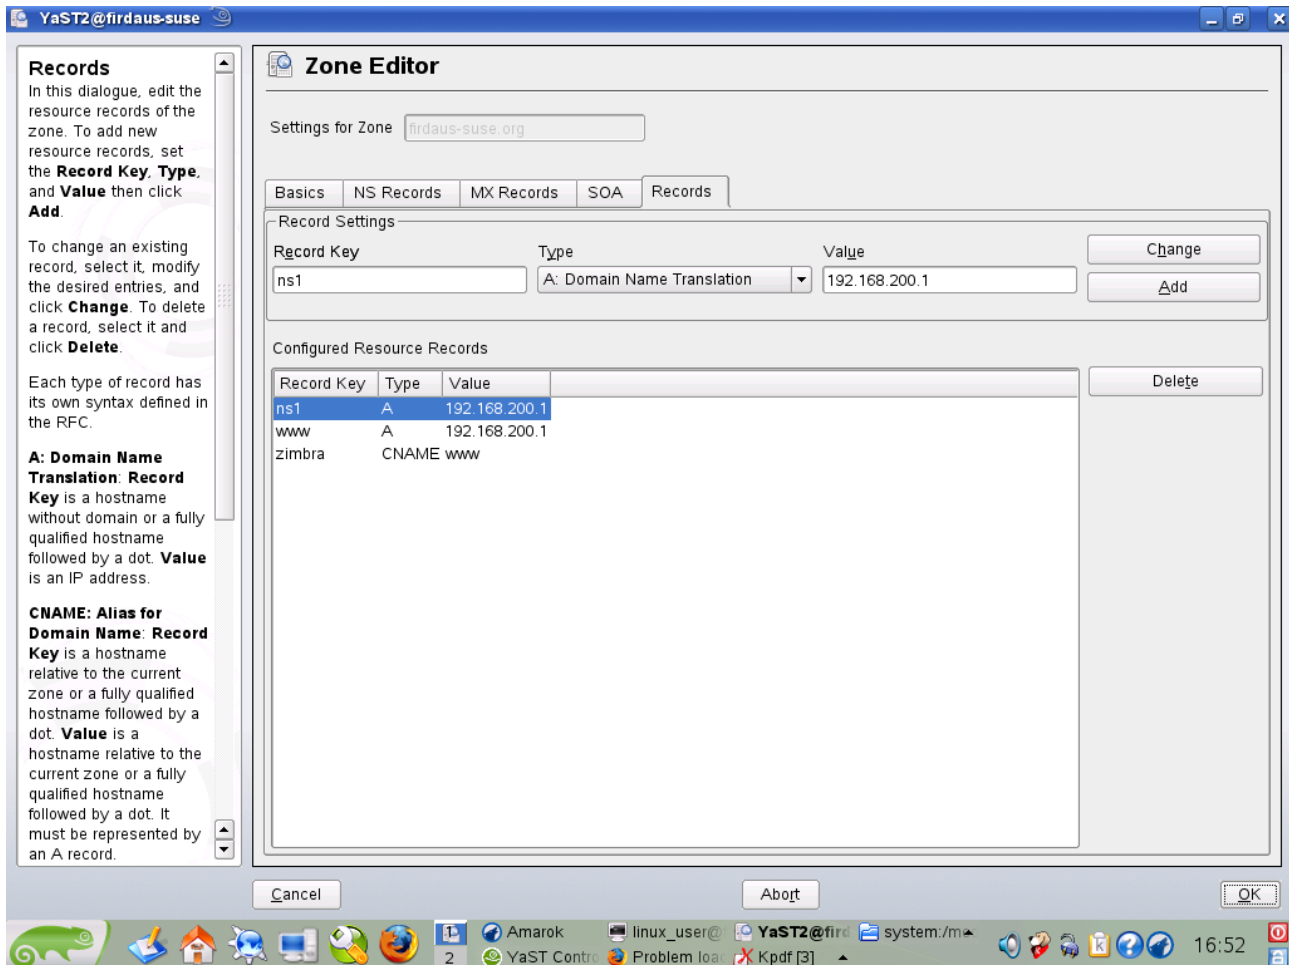 YaST2@firdaus-suse
Records
In this dialogue, edit the
resource records of the
zone. To add new
resource records, set
the Record Key, Type,
and Value then click
Add.
To change an existing
record, select it, modify
the desired entries, and
click Change. To delete
a record, select it and
click Delete.
Each type of record has
its own syntax defined in
the RFC.
A: Domain Name
Translation: Record
Key is a hostname
without domain or a fully
qualified hostname
followed by a dot. Value
is an IP address.
CNAME: Alias for
Domain Name: Record
Key is a hostname
relative to the current
zone or a fully qualified
hostname followed by a
dot. Value is a
hostname relative to the
current zone or a fully
qualified hostname
followed by a dot. It
must be represented by
an A record.
Zone Editor
Settings for Zone firdaus-suse.org
Basics NS Records MX Records SOA Records
Record Settings
Record Key Type Value
ns1 A: Domain Name Translation 192.168.200.1
Change
Add
Configured Resource Records
Record Key Type Value
ns1 A 192.168.200.1
www A 192.168.200.1
zimbra CNAME www
Delete
Cancel Abort OK
1 Amarok linux_user@ YaST2@fird system:/m
2 YaST Contro Problem loa Kpdf [3]
16:52